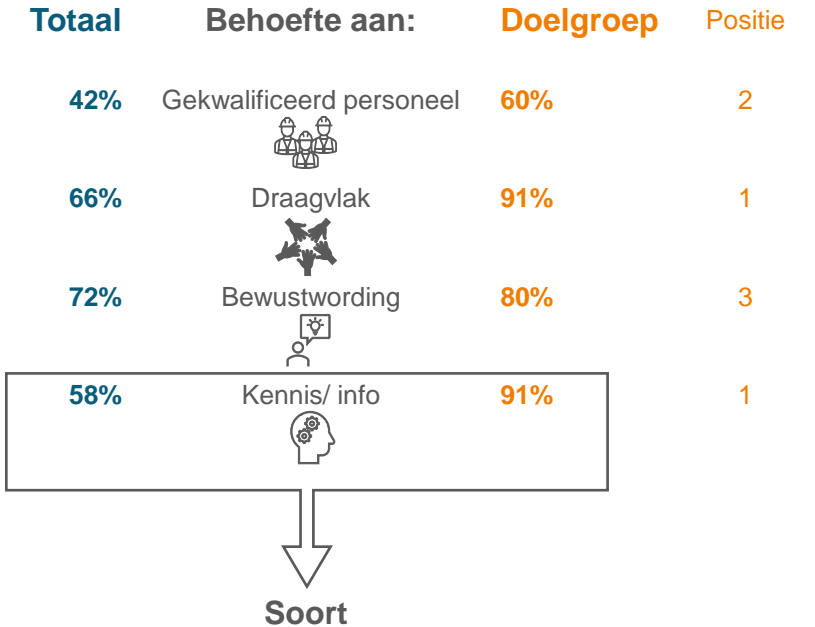 Totaal Behoefte aan: Doelgroep Positie
42% Gekwalificeerd personeel 60% 2
66% Draagvlak 91% 1
72% Bewustwording 80% 3
58% Kennis/ info 91% 1
Soort